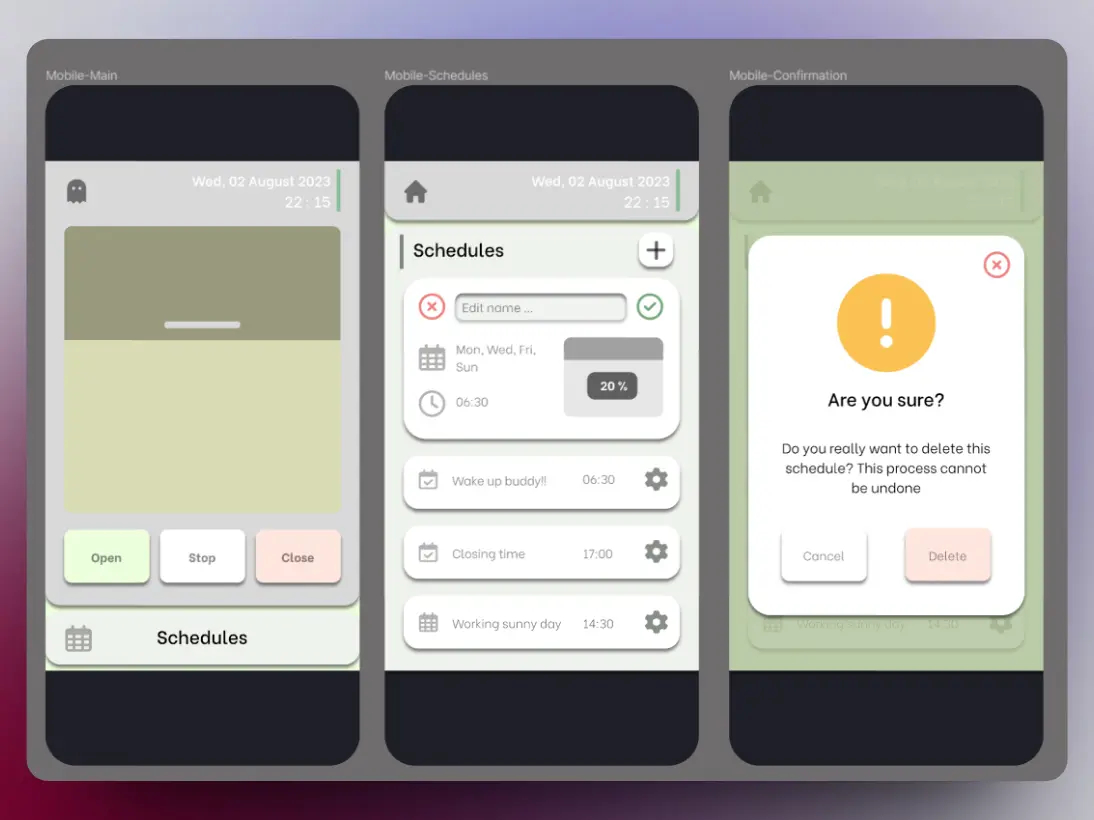 Mobile-Main
Wed, 02 August 2023
22 : 15
Open
Stop
Close
Schedules
Mobile-Schedules
Wed, 02 August 2023
22 : 15
Schedules
Edit name ...
Mon, Wed, Fri,
Sun
06:30
20 %
Wake up buddy!!
06:30
Closing time
17:00
Working sunny day
14:30
Mobile-Confirmation
Are you sure?
Do you really want to delete this
schedule? This process cannot
be undone
Cancel
Delete
Working sunny day
14:30